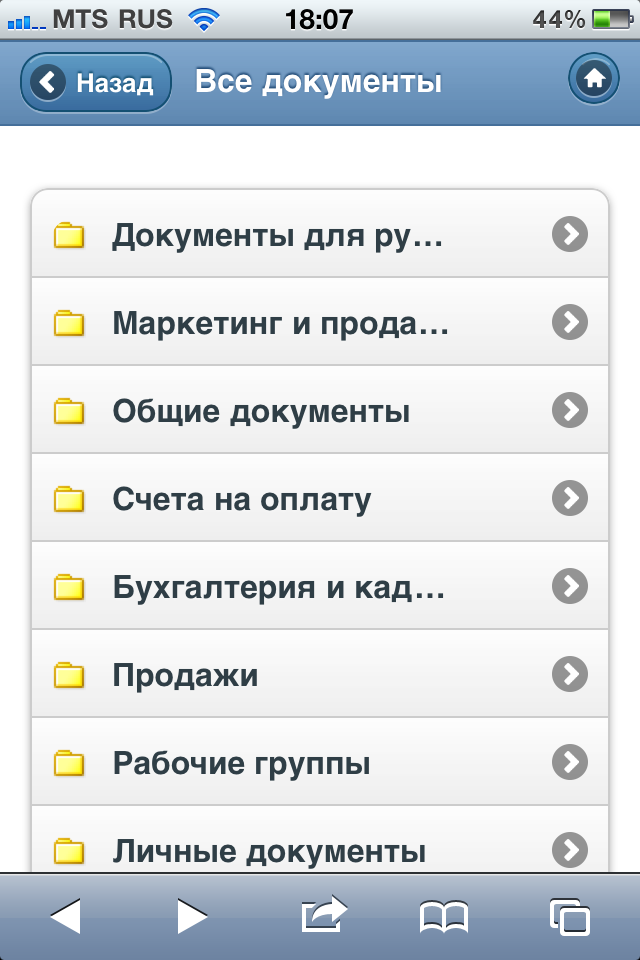 MTS RUS 18:07 44%
Назад Все документы
Документы для ру...
Маркетинг и прода...
Общие документы
Счета на оплату
Бухгалтерия и кад...
Продажи
Рабочие группы
Личные документы